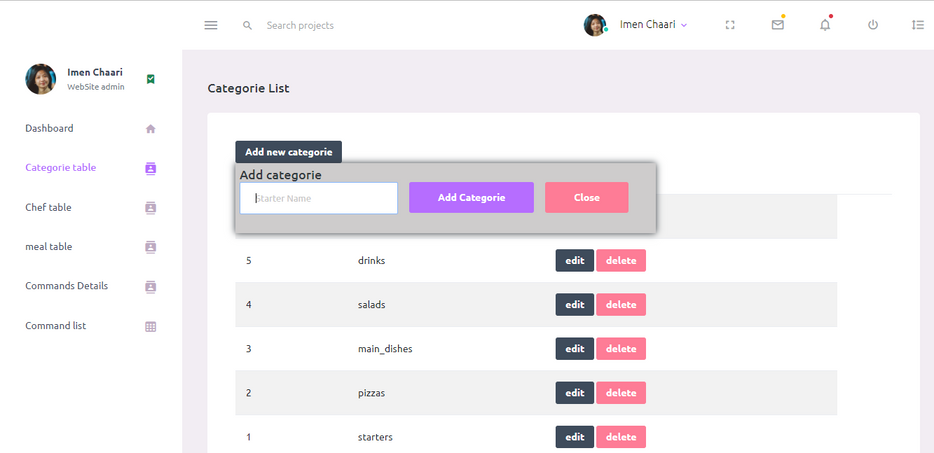 Search projects
Imen Chaari
Imen Chaari
WebSite admin
Dashboard
Categorie table
Chef table
meal table
Commands Details
Command list
Categorie List
Add new categorie
Add categorie
Starter Name
Add Categorie
Close
5 drinks edit delete
4 salads edit delete
3 main_dishes edit delete
2 pizzas edit delete
1 starters edit delete